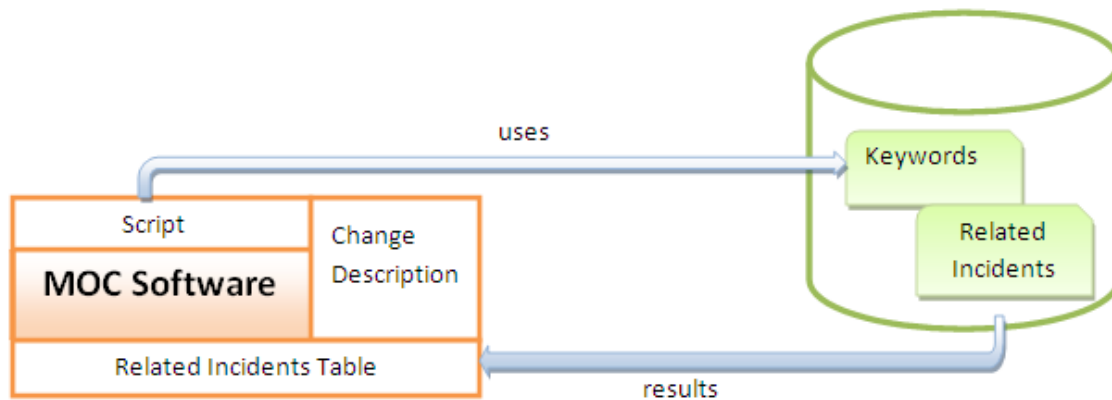 uses
Keywords
Script
Change
Description
Related
Incidents
MOC Software
Related Incidents Table
results